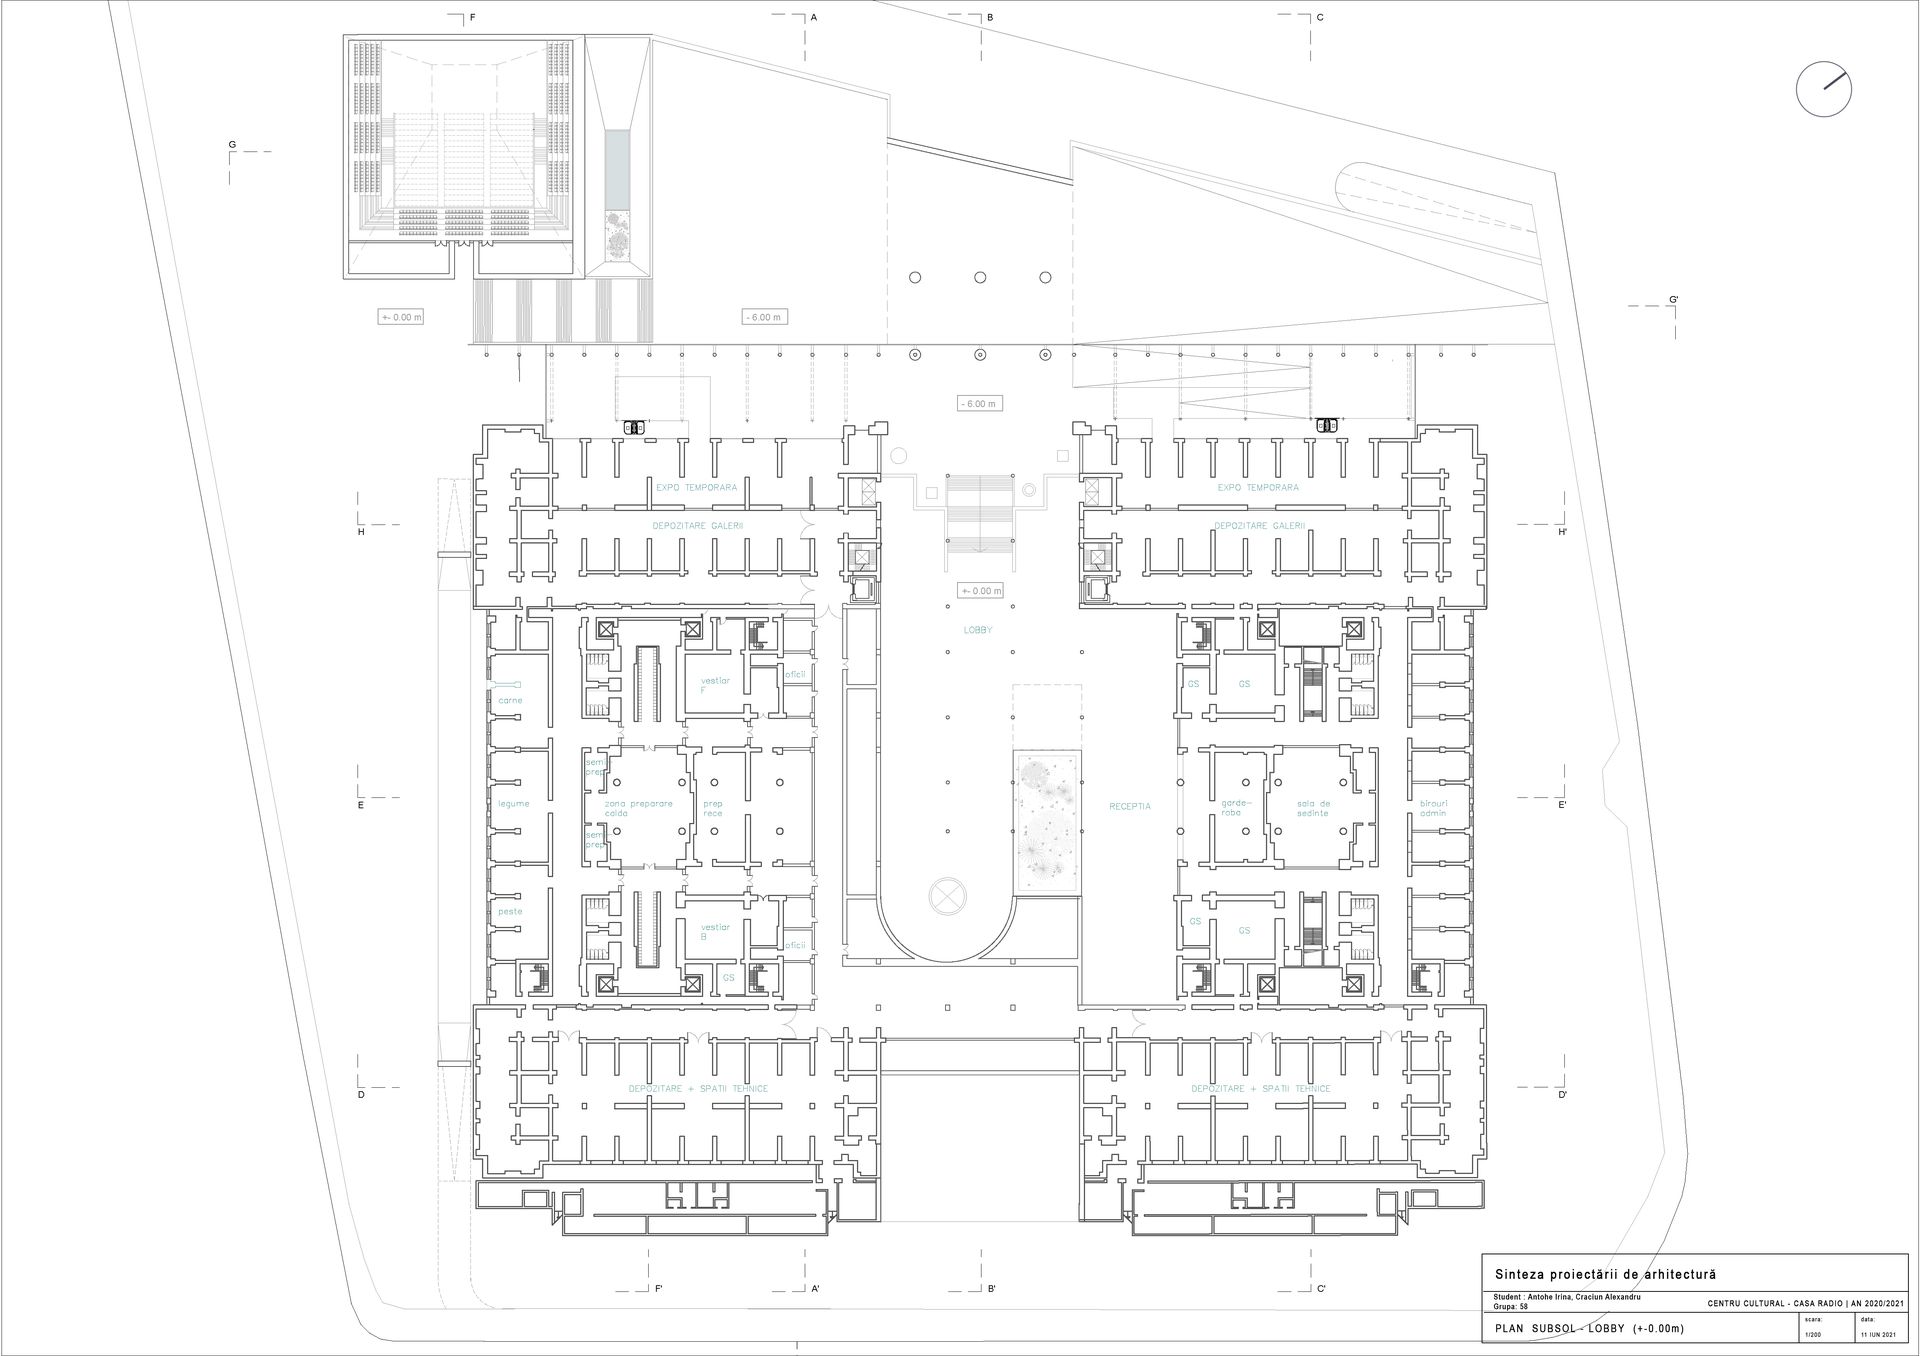 F
A
B
C
G
G'
+- 0.00 m
- 6.00 m
- 6.00 m
EXPO TEMPORARA
EXPO TEMPORARA
DEPOZITARE GALERII
DEPOZITARE GALERII
H
H'
+- 0.00 m
LOBBY
vestiar
F
oficii
GS
GS
carne
semi-
prep
legume
zona preparare
calda
prep
rece
RECEPTIA
garde-
roba
sala de
sedinte
birouri
admin
E
E'
semi-
prep
peste
vestiar
B
oficii
GS
GS
GS
D
D'
DEPOZITARE + SPATII TEHNICE
DEPOZITARE + SPATII TEHNICE
F'
A'
B'
C'
Sinteza proiectării de arhitectură
Student : Antohe Irina, Craciun Alexandru
Grupa: 58
CENTRU CULTURAL - CASA RADIO | AN 2020/2021
PLAN SUBSOL - LOBBY (+-0.00m)
scara:
1/200
data:
11 IUN 2021